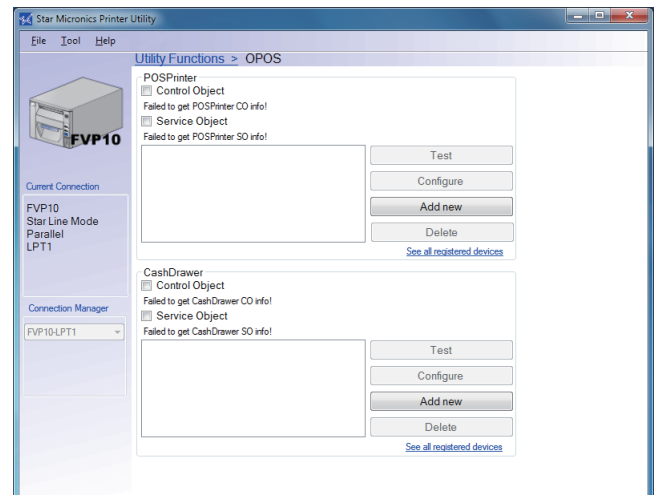 Star Micronics Printer Utility
File Tool Help
Utility Functions > OPOS
FVP10
Current Connection
FVP10
Star Line Mode
Parallel
LPT1
Connection Manager
FVP10-LPT1
POSPrinter
Control Object
Failed to get POSPrinter CO info!
Service Object
Failed to get POSPrinter SO info!
Test
Configure
Add new
Delete
See all registered devices
CashDrawer
Control Object
Failed to get CashDrawer CO info!
Service Object
Failed to get CashDrawer SO info!
Test
Configure
Add new
Delete
See all registered devices